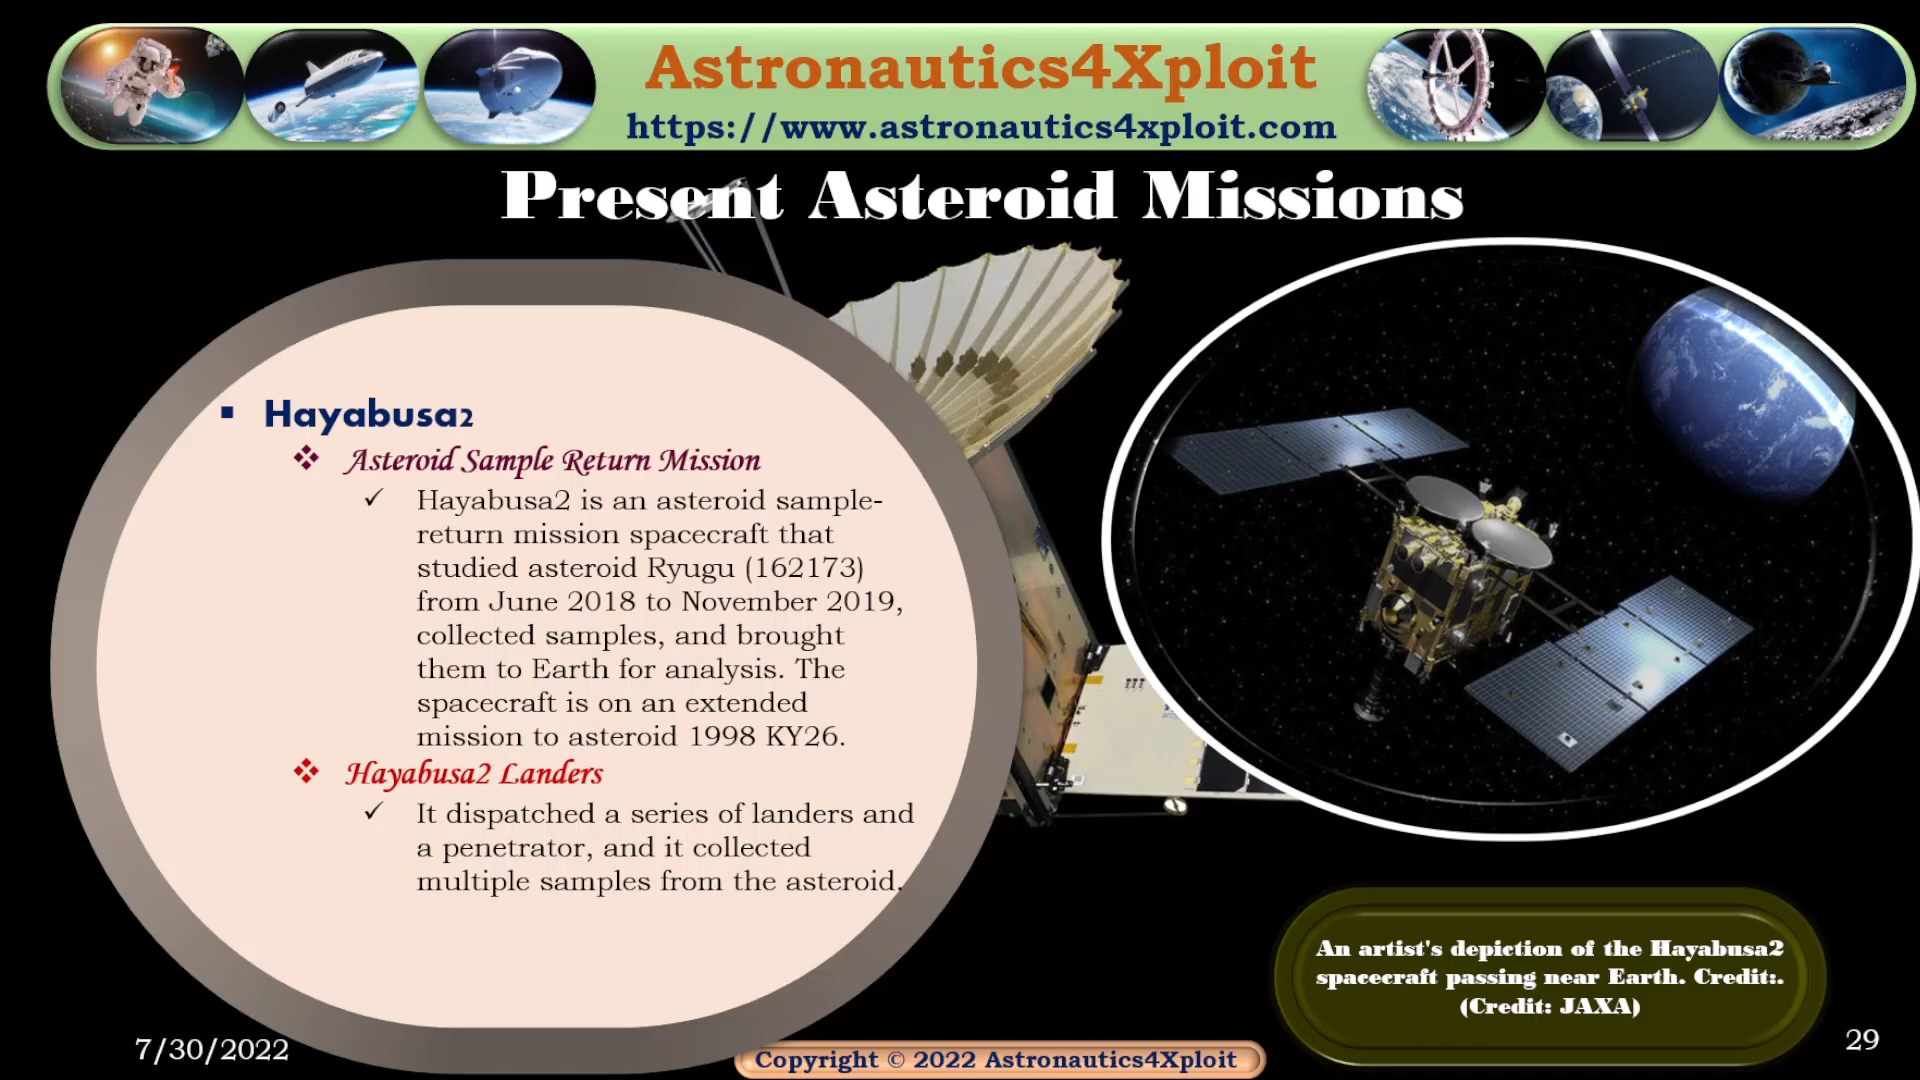 Astronautics4Xploit
https://www.astronautics4xploit.com
Present Asteroid Missions
▪ Hayabusa2
❖ Asteroid Sample Return Mission
✓ Hayabusa2 is an asteroid sample-
return mission spacecraft that
studied asteroid Ryugu (162173)
from June 2018 to November 2019,
collected samples, and brought
them to Earth for analysis. The
spacecraft is on an extended
mission to asteroid 1998 KY26.
❖ Hayabusa2 Landers
✓ It dispatched a series of landers and
a penetrator, and it collected
multiple samples from the asteroid.
An artist's depiction of the Hayabusa2
spacecraft passing near Earth. Credit:.
(Credit: JAXA)
7/30/2022
Copyright © 2022 Astronautics4Xploit
29